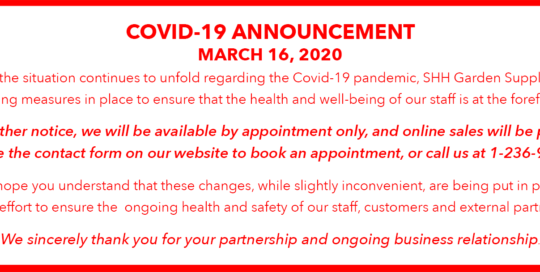 COVID-19 ANNOUNCEMENT
MARCH 16, 2020
the situation continues to unfold regarding the Covid-19 pandemic, SHH Garden Suppl
ng measures in place to ensure that the health and well-being of our staff is at the foref
ther notice, we will be available by appointment only, and online sales will be p
e the contact form on our website to book an appointment, or call us at 1-236-9
hope you understand that these changes, while slightly inconvenient, are being put in p
effort to ensure the ongoing health and safety of our staff, customers and external part
We sincerely thank you for your partnership and ongoing business relationship.